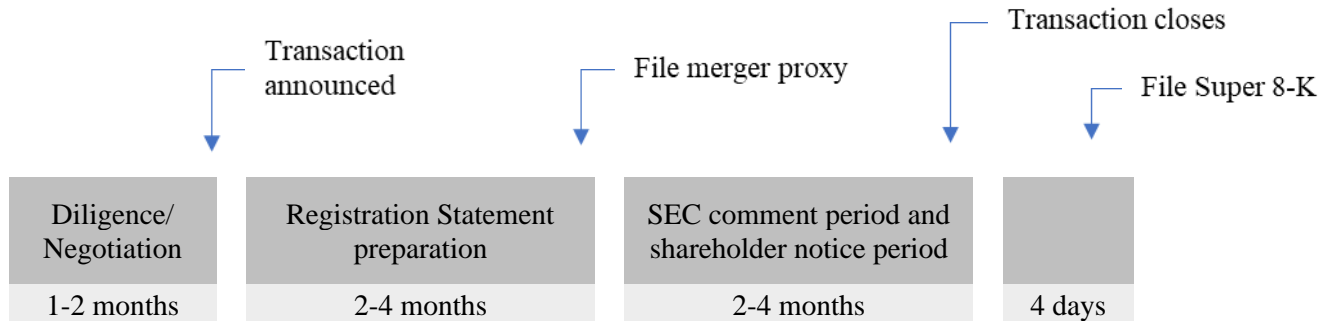 Transaction closes
Transaction
announced
File merger proxy
File Super 8-K
Diligence/
Negotiation
Registration Statement
preparation
SEC comment period and
shareholder notice period
1-2 months
2-4 months
2-4 months
4 days